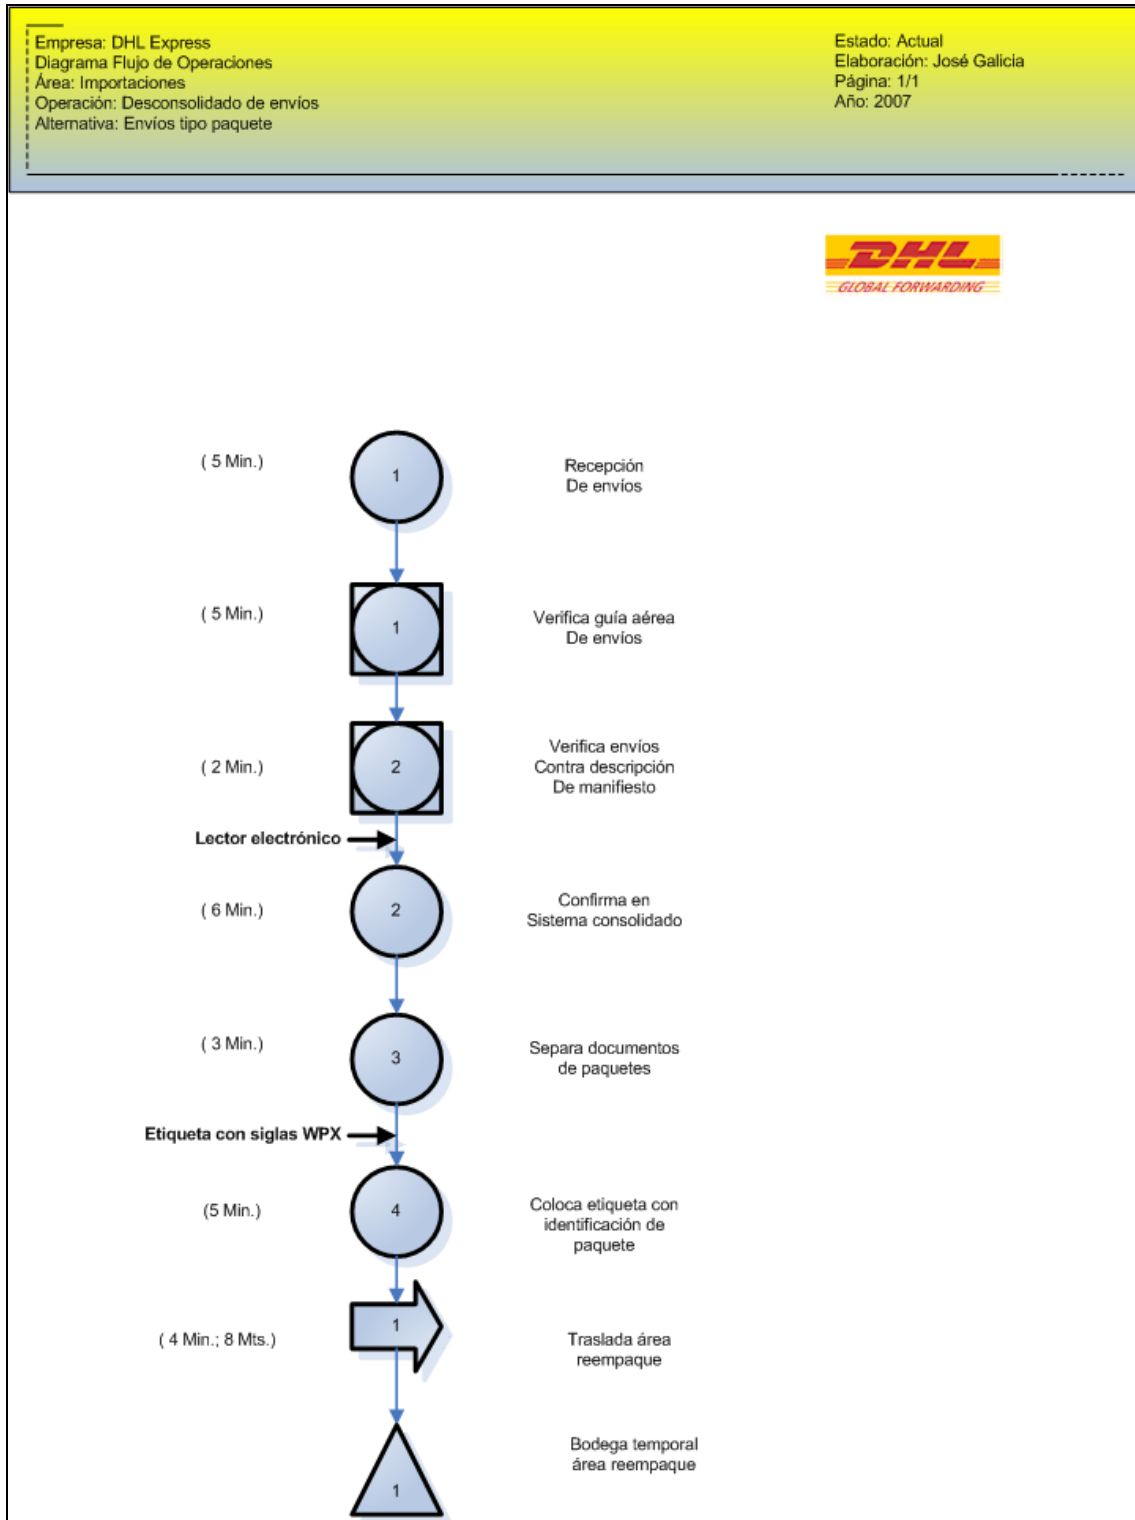 Empresa: DHL Express
Diagrama Flujo de Operaciones
Área: Importaciones
Operación: Desconsolidado de envíos
Alternativa: Envíos tipo paquete
Estado: Actual
Elaboración: José Galicia
Página: 1/1
Año: 2007
DHL
GLOBAL FORWARDING
( 5 Min.)
1
Recepción
De envíos
( 5 Min.)
1
Verifica guía aérea
De envíos
( 2 Min.)
2
Verifica envíos
Contra descripción
De manifiesto
Lector electrónico
( 6 Min.)
2
Confirma en
Sistema consolidado
( 3 Min.)
3
Separa documentos
de paquetes
Etiqueta con siglas WPX
(5 Min.)
4
Coloca etiqueta con
identificación de
paquete
( 4 Min.; 8 Mts.)
1
Traslada área
reempaque
1
Bodega temporal
área reempaque